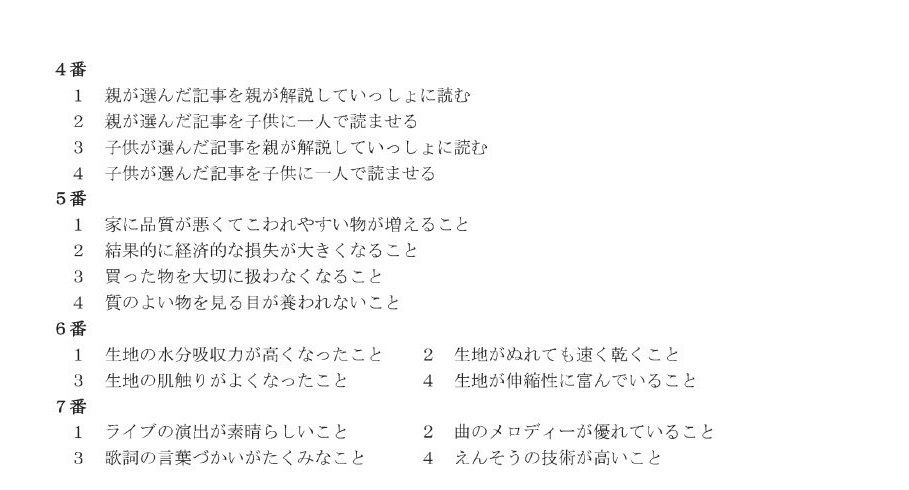 ４番
１　親が選んだ記事を親が解説していっしょに読む
２　親が選んだ記事を子供に一人で読ませる
３　子供が選んだ記事を親が解説していっしょに読む
４　子供が選んだ記事を子供に一人で読ませる
５番
１　家に品質が悪くてこわれやすい物が増えること
２　結果的に経済的な損失が大きくなること
３　買った物を大切に扱わなくなること
４　質のよい物を見る目が養われないこと
６番
１　生地の水分吸収力が高くなったこと　２　生地がぬれても速く乾くこと
３　生地の肌触りがよくなったこと　４　生地が伸縮性に富んでいること
７番
１　ライブの演出が素晴らしいこと　２　曲のメロディーが優れていること
３　歌詞の言葉づかいがたくみなこと　４　えんそうの技術が高いこと